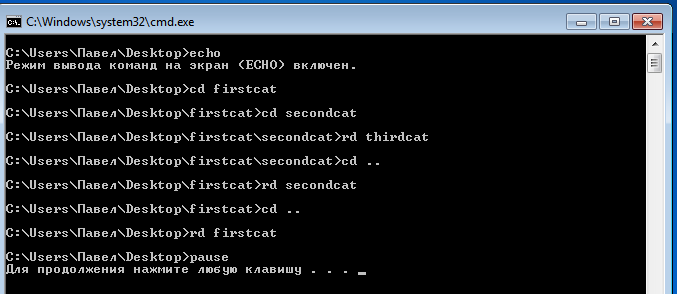 C:\Windows\system32\cmd.exe
C:\Users\Павел\Desktop>echo
Режим вывода команд на экран (ECHO) включен.
C:\Users\Павел\Desktop>cd firstcat
C:\Users\Павел\Desktop\firstcat>cd secondcat
C:\Users\Павел\Desktop\firstcat\secondcat>rd thirdcat
C:\Users\Павел\Desktop\firstcat\secondcat>cd ..
C:\Users\Павел\Desktop\firstcat>rd secondcat
C:\Users\Павел\Desktop\firstcat>cd ..
C:\Users\Павел\Desktop>rd firstcat
C:\Users\Павел\Desktop>pause
Для продолжения нажмите любую клавишу . . . _